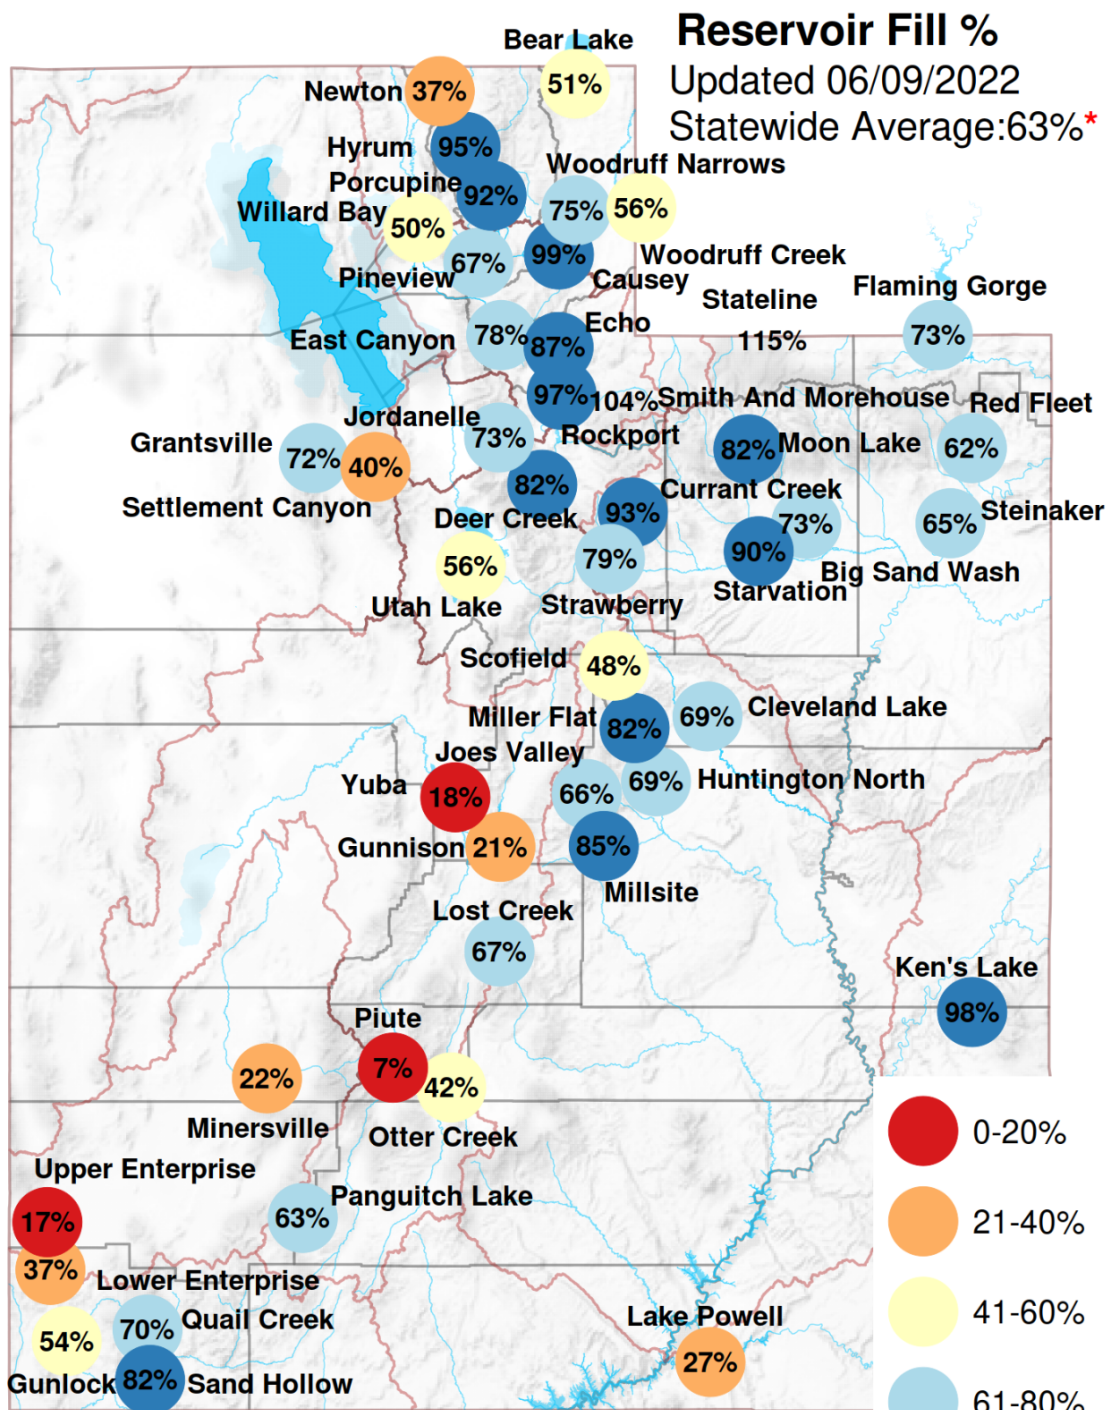 Reservoir Fill %
Updated 06/09/2022
Statewide Average:63%*
Bear Lake
51%
Newton 37%
Hyrum 95%
Porcupine 92%
Woodruff Narrows
75% 56%
Willard Bay
50%
Woodruff Creek
Pineview 67%
99%
Causey
Stateline
115%
Flaming Gorge
73%
East Canyon 78%
Echo
87%
97%
104% Smith And Morehouse
Rockport
Jordanelle
73%
Red Fleet
62%
Grantsville
72% 40%
Settlement Canyon
82% Moon Lake
82%
Deer Creek
Currant Creek
93%
73%
65% Steinaker
90%
Big Sand Wash
Starvation
56%
Utah Lake
79%
Strawberry
Scofield 48%
Miller Flat 82%
69% Cleveland Lake
Joes Valley
66%
69% Huntington North
Yuba
18%
Gunnison 21%
85%
Millsite
Lost Creek
67%
Ken's Lake
98%
Piute
7%
42%
Otter Creek
22%
Minersville
Upper Enterprise
17%
Panguitch Lake
63%
37%
Lower Enterprise
70% Quail Creek
54%
Gunlock
82% Sand Hollow
Lake Powell
27%
0-20%
21-40%
41-60%
61-80%